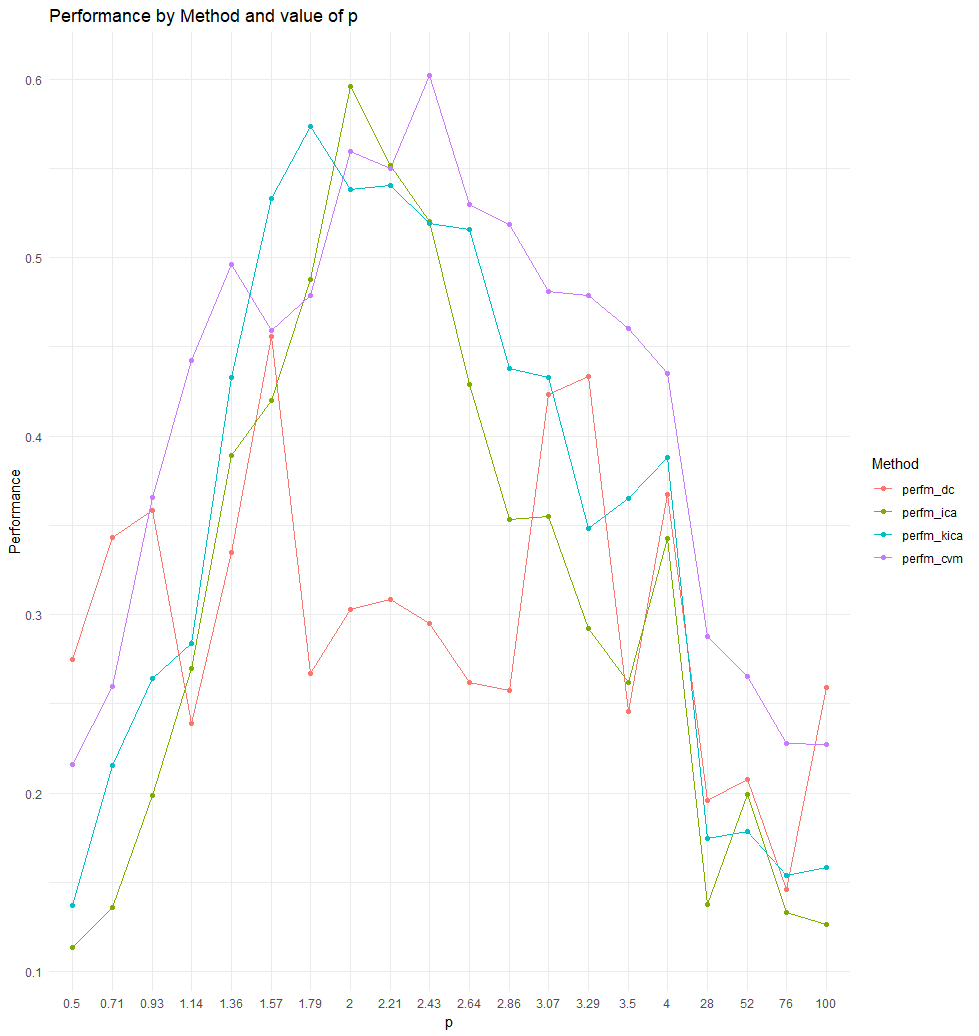 Performance by Method and value of p
0.6
0.5
0.4
0.3
0.2
0.1
Performance
0.5 0.71 0.93 1.14 1.36 1.57 1.79 2 2.21 2.43 2.64 2.86 3.07 3.29 3.5 4 28 52 76 100
p
Method
perfm_dc
perfm_ica
perfm_kica
perfm_cvm